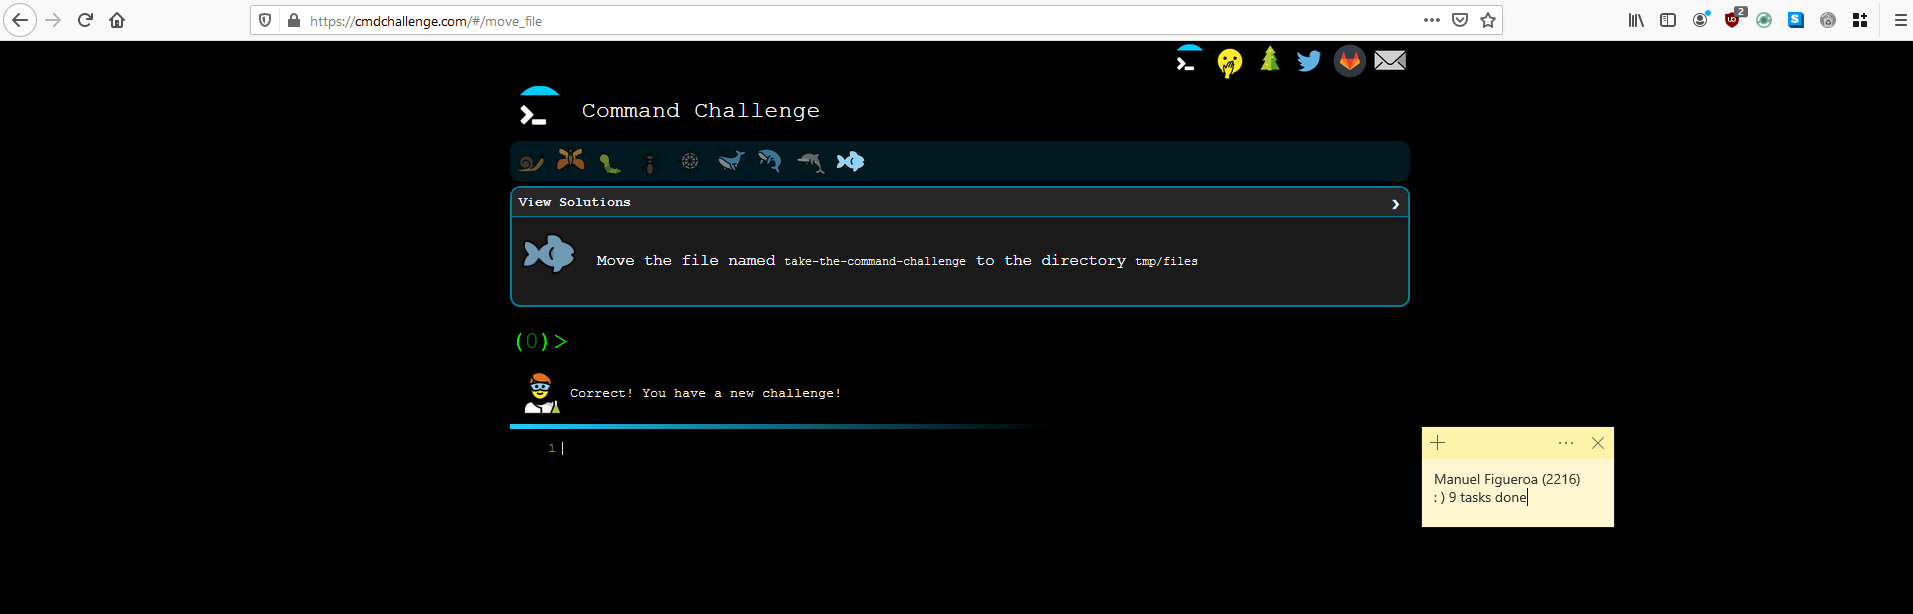 https://cmdchallenge.com/#/move_file
2
Command Challenge
View Solutions
Move the file named take-the-command-challenge to the directory tmp/files
(0)>
Correct! You have a new challenge!
1
Manuel Figueroa (2216)
: ) 9 tasks done